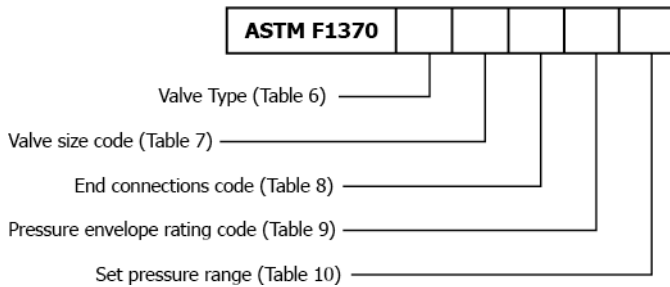 ASTM F1370
Valve Type (Table 6)
Valve size code (Table 7)
End connections code (Table 8)
Pressure envelope rating code (Table 9)
Set pressure range (Table 10)